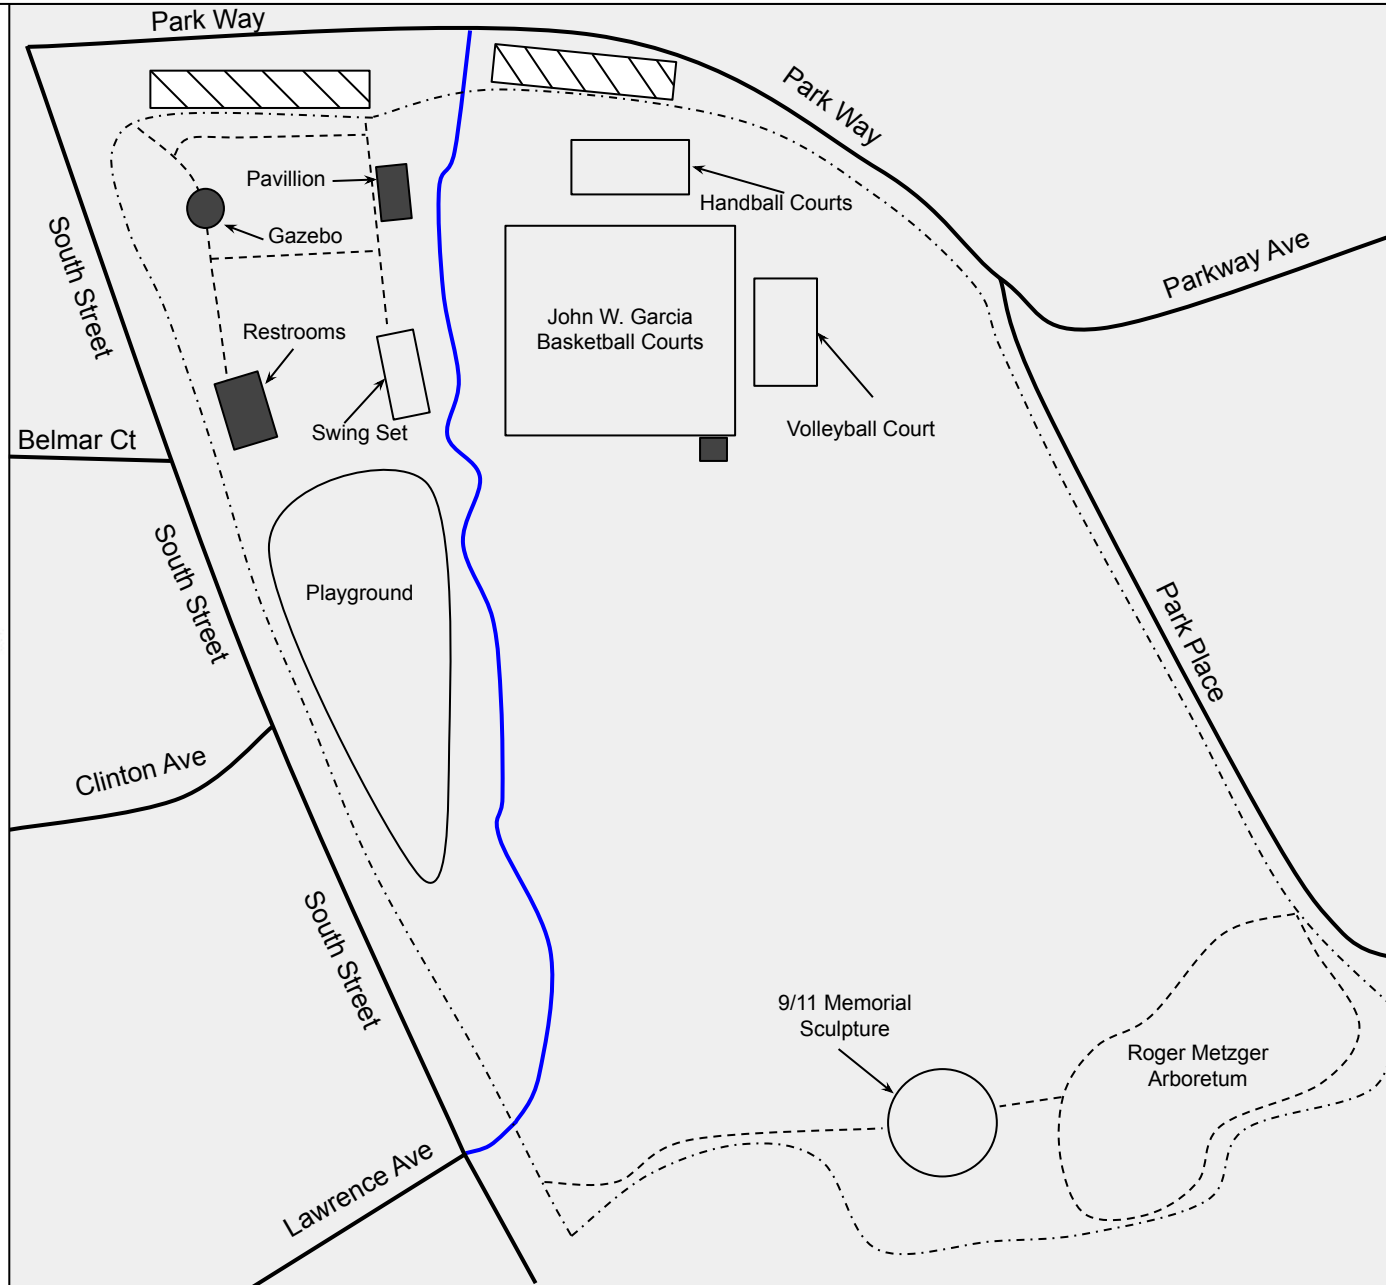 Park Way
Park Way
Pavillion
Handball Courts
Gazebo
South Street
Parkway Ave
John W. Garcia
Basketball Courts
Restrooms
Swing Set
Volleyball Court
Belmar Ct
South Street
Playground
Park Place
Clinton Ave
South Street
9/11 Memorial
Sculpture
Roger Metzger
Arboretum
Lawrence Ave